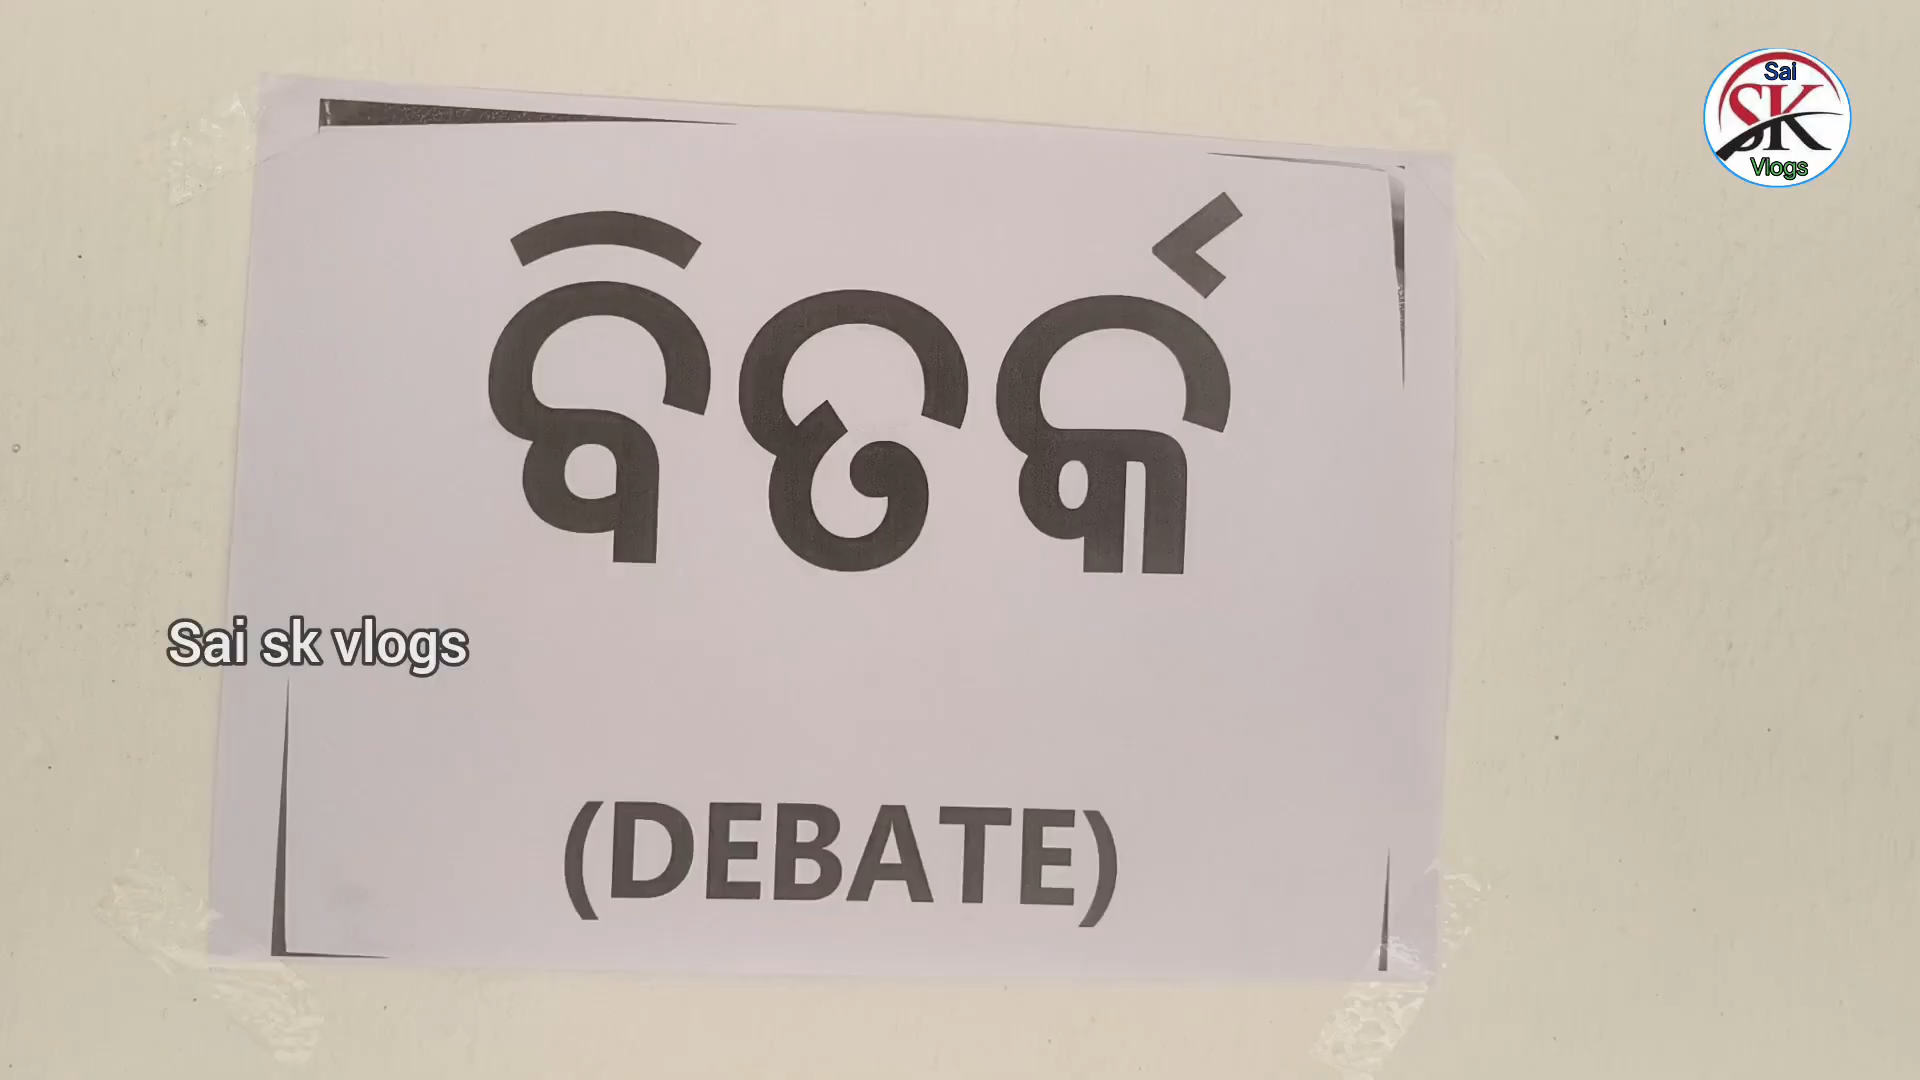 Sai
SK
Vlogs
ବିତର୍କ
Sai sk vlogs
(DEBATE)